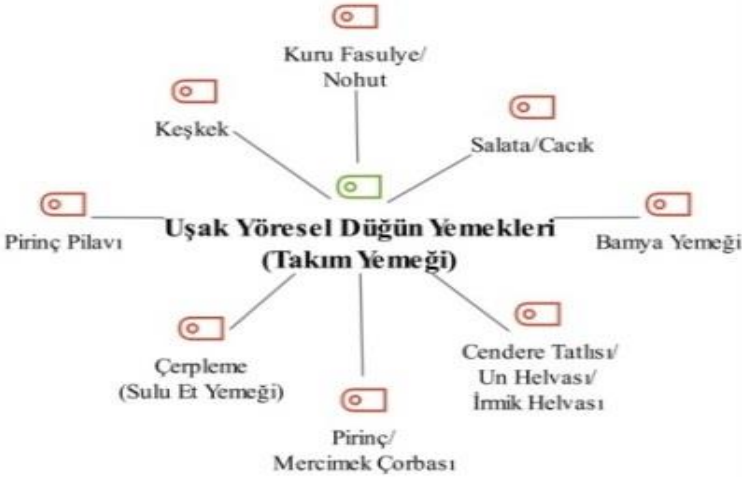 Kuru Fasulye/
Nohut
Keşkek
Salata/Cacık
Pirinç Pilavı
Uşak Yöresel Düğün Yemekleri
(Takım Yemeği)
Bamya Yemeği
Çerpleme
(Sulu Et Yemeği)
Cendere Tatlısı/
Un Helvası/
İrmik Helvası
Pirinç/
Mercimek Çorbası